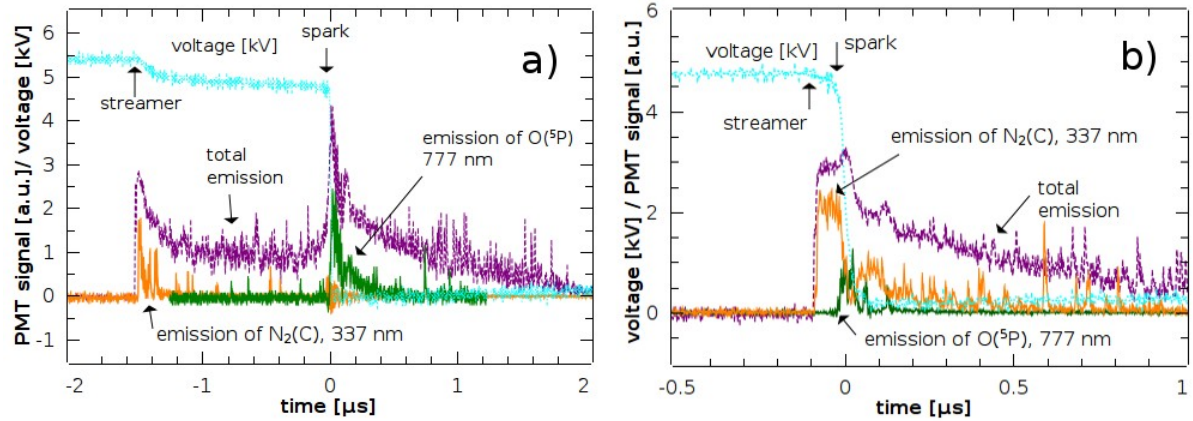 6
5
4
3
2
1
0
-1
PMT signal [a.u.]/ voltage [kV]
voltage [kV]
spark
a)
streamer
total
emission
emission of O(⁵P)
777 nm
emission of N₂(C), 337 nm
-2
-1
0
1
2
time [µs]
6
4
2
0
voltage [kV] / PMT signal [a.u.]
voltage [kV]
spark
b)
streamer
emission of N₂(C), 337 nm
total
emission
emission of O(⁵P), 777 nm
-0.5
0
0.5
1
time [µs]